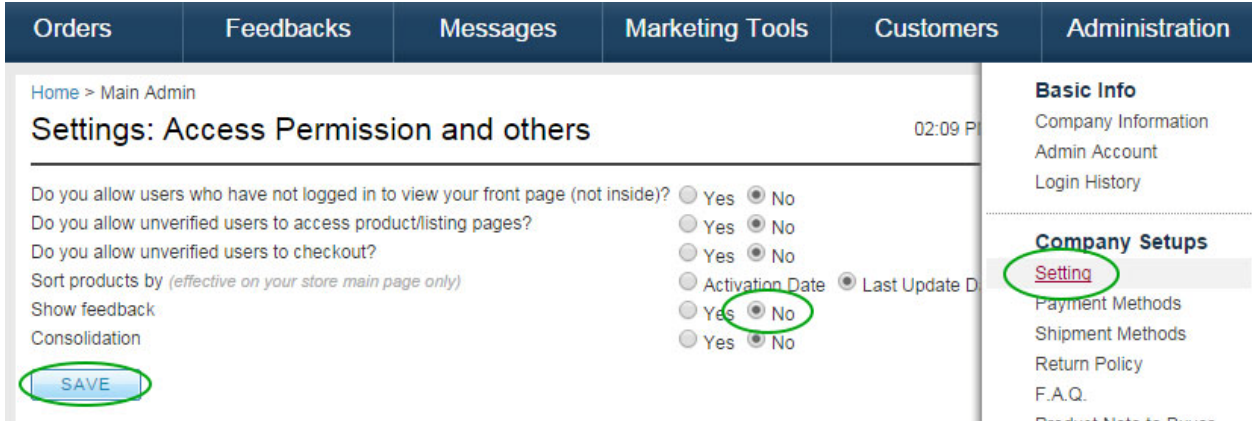 Orders Feedbacks Messages Marketing Tools Customers Administration
Home > Main Admin
Settings: Access Permission and others
02:09
Do you allow users who have not logged in to view your front page (not inside)? Yes No
Do you allow unverified users to access product/listing pages? Yes No
Do you allow unverified users to checkout? Yes No
Sort products by (effective on your store main page only) Activation Date Last Update D
Show feedback Yes No
Consolidation Yes No
SAVE
Basic Info
Company Information
Admin Account
Login History
Company Setups
Setting
Payment Methods
Shipment Methods
Return Policy
F.A.Q.